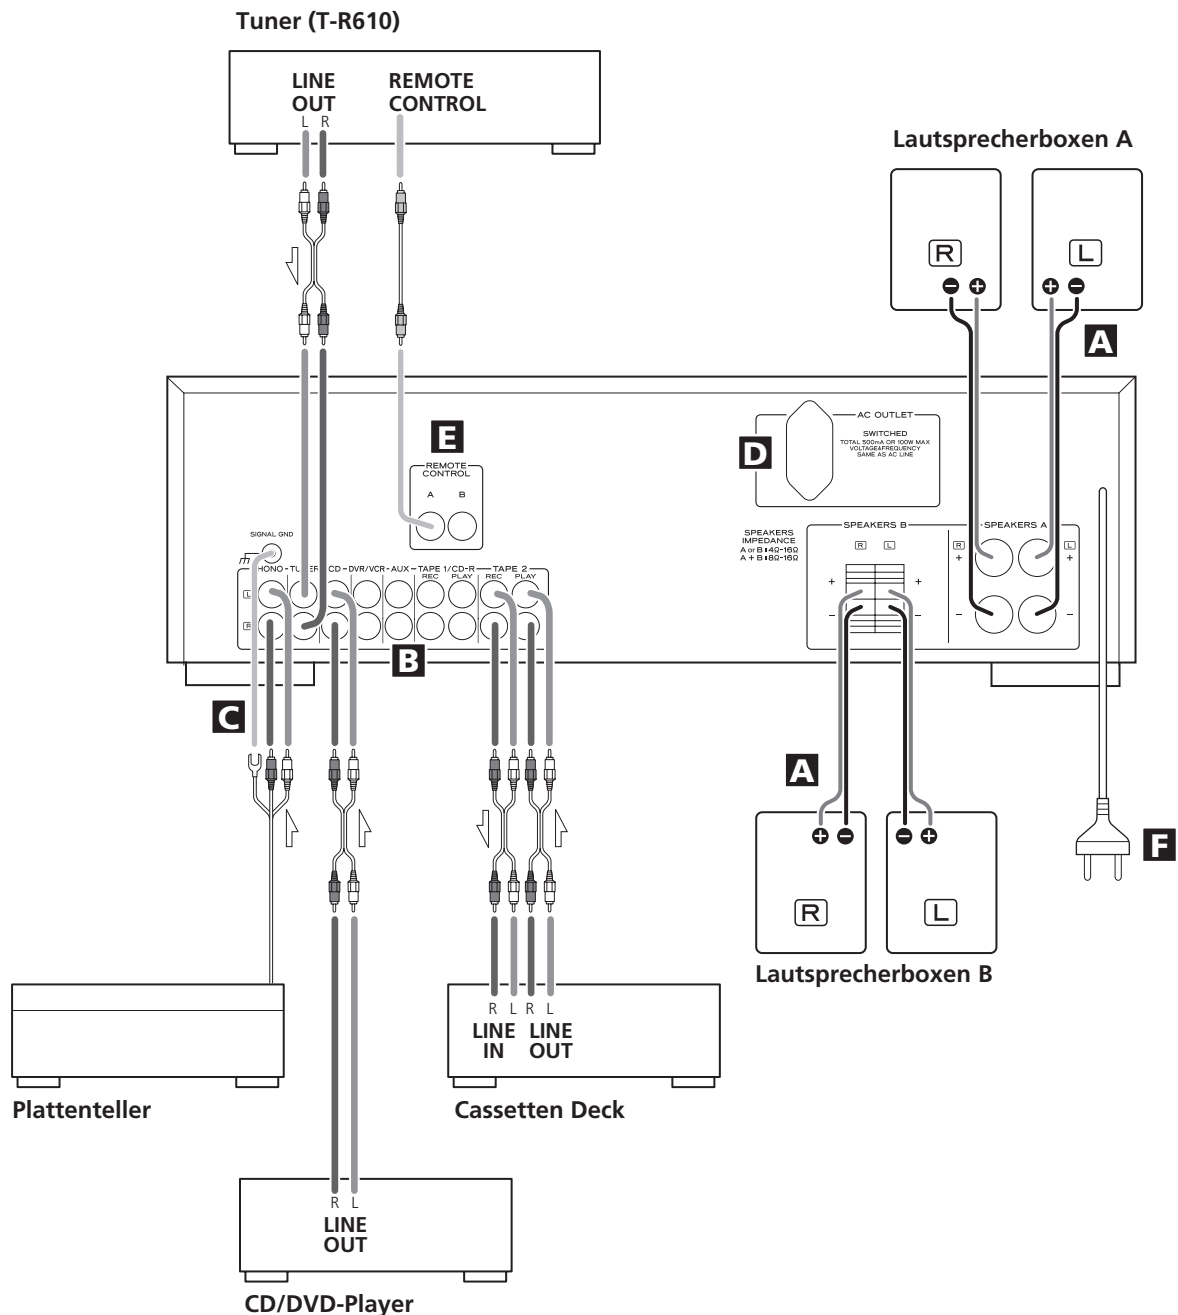 Tuner (T-R610)
LINE OUT
REMOTE CONTROL
L R
Lautsprecherboxen A
R
L
− +
+ −
A
E
REMOTE CONTROL
A B
D
AC OUTLET
SWITCHED
TOTAL 500mA OR 100W MAX
VOLTAGE&FREQUENCY
SAME AS AC LINE
SPEAKERS
IMPEDANCE
A or B:4Ω-16Ω
A + B:8Ω-16Ω
SPEAKERS B
R L
+ +
− −
SPEAKERS A
R L
+ +
− −
SIGNAL GND
PHONO TUNER CD DVR/VCR AUX TAPE 1/CD-R TAPE 2
REC PLAY REC PLAY
L
R
B
C
A
F
+ −
− +
R
L
Lautsprecherboxen B
R L R L
LINE IN
LINE OUT
Plattenteller
Cassetten Deck
R L
LINE
OUT
CD/DVD-Player